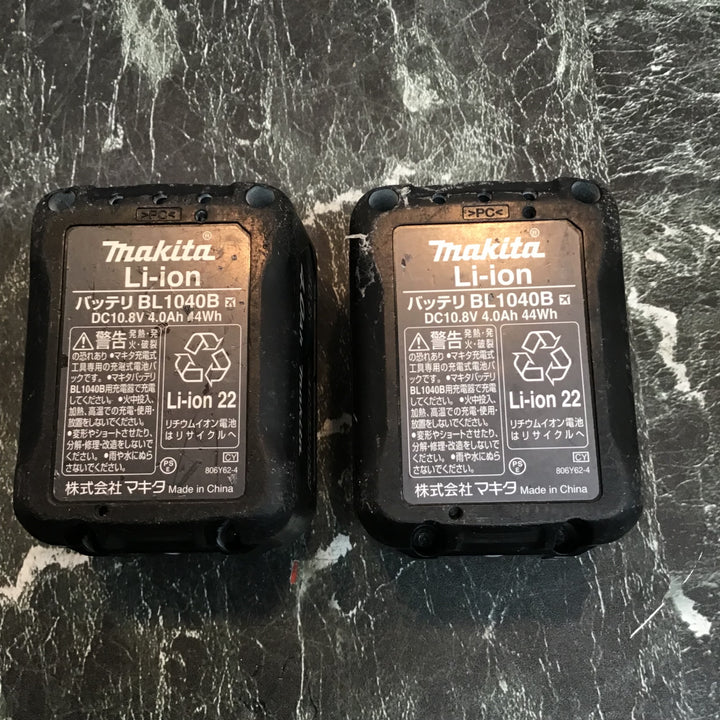 >PC<
makita®
Li-ion
バッテリ BL1040B
DC10.8V 4.0Ah 44Wh
警告 発熱・発
火・破裂
の恐れあり ●マキタ充電式
工具専用の充電式電池パ
ックです。●マキタバッテリ
BL1040B用充電器で充電
してください。●火中投入、
加熱、高温での充電・使用・
放置をしないでください。
●変形やショートさせたり、
分解・修理・改造をしないで
ください。●雨や水にぬら
さないでください。
Li-ion 22
リチウムイオン電池
はリサイクルへ
PS
E
CY
806Y62-4
株式会社マキタ Made in China
>PC<
makita®
Li-ion
バッテリ BL1040B
DC10.8V 4.0Ah 44Wh
警告 発熱・発
火・破裂
の恐れあり ●マキタ充電式
工具専用の充電式電池パ
ックです。●マキタバッテリ
BL1040B用充電器で充電
してください。●火中投入、
加熱、高温での充電・使用・
放置をしないでください。
●変形やショートさせたり、
分解・修理・改造をしないで
ください。●雨や水にぬら
さないでください。
Li-ion 22
リチウムイオン電池
はリサイクルへ
PS
E
CY
806Y62-4
株式会社マキタ Made in China